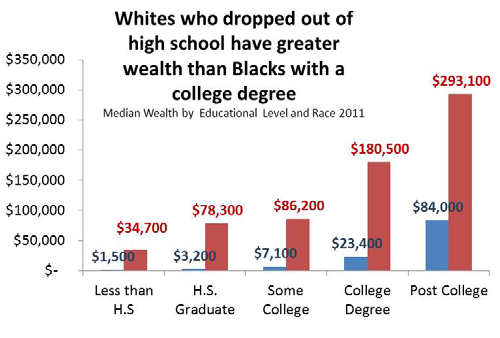 Whites who dropped out of
high school have greater
wealth than Blacks with a
college degree
Median Wealth by Educational Level and Race 2011
$350,000
$300,000
$250,000
$200,000
$150,000
$100,000
$50,000
$-
$1,500
$34,700
$3,200
$78,300
$7,100
$86,200
$23,400
$180,500
$84,000
$293,100
Less than
H.S
H.S.
Graduate
Some
College
College
Degree
Post College